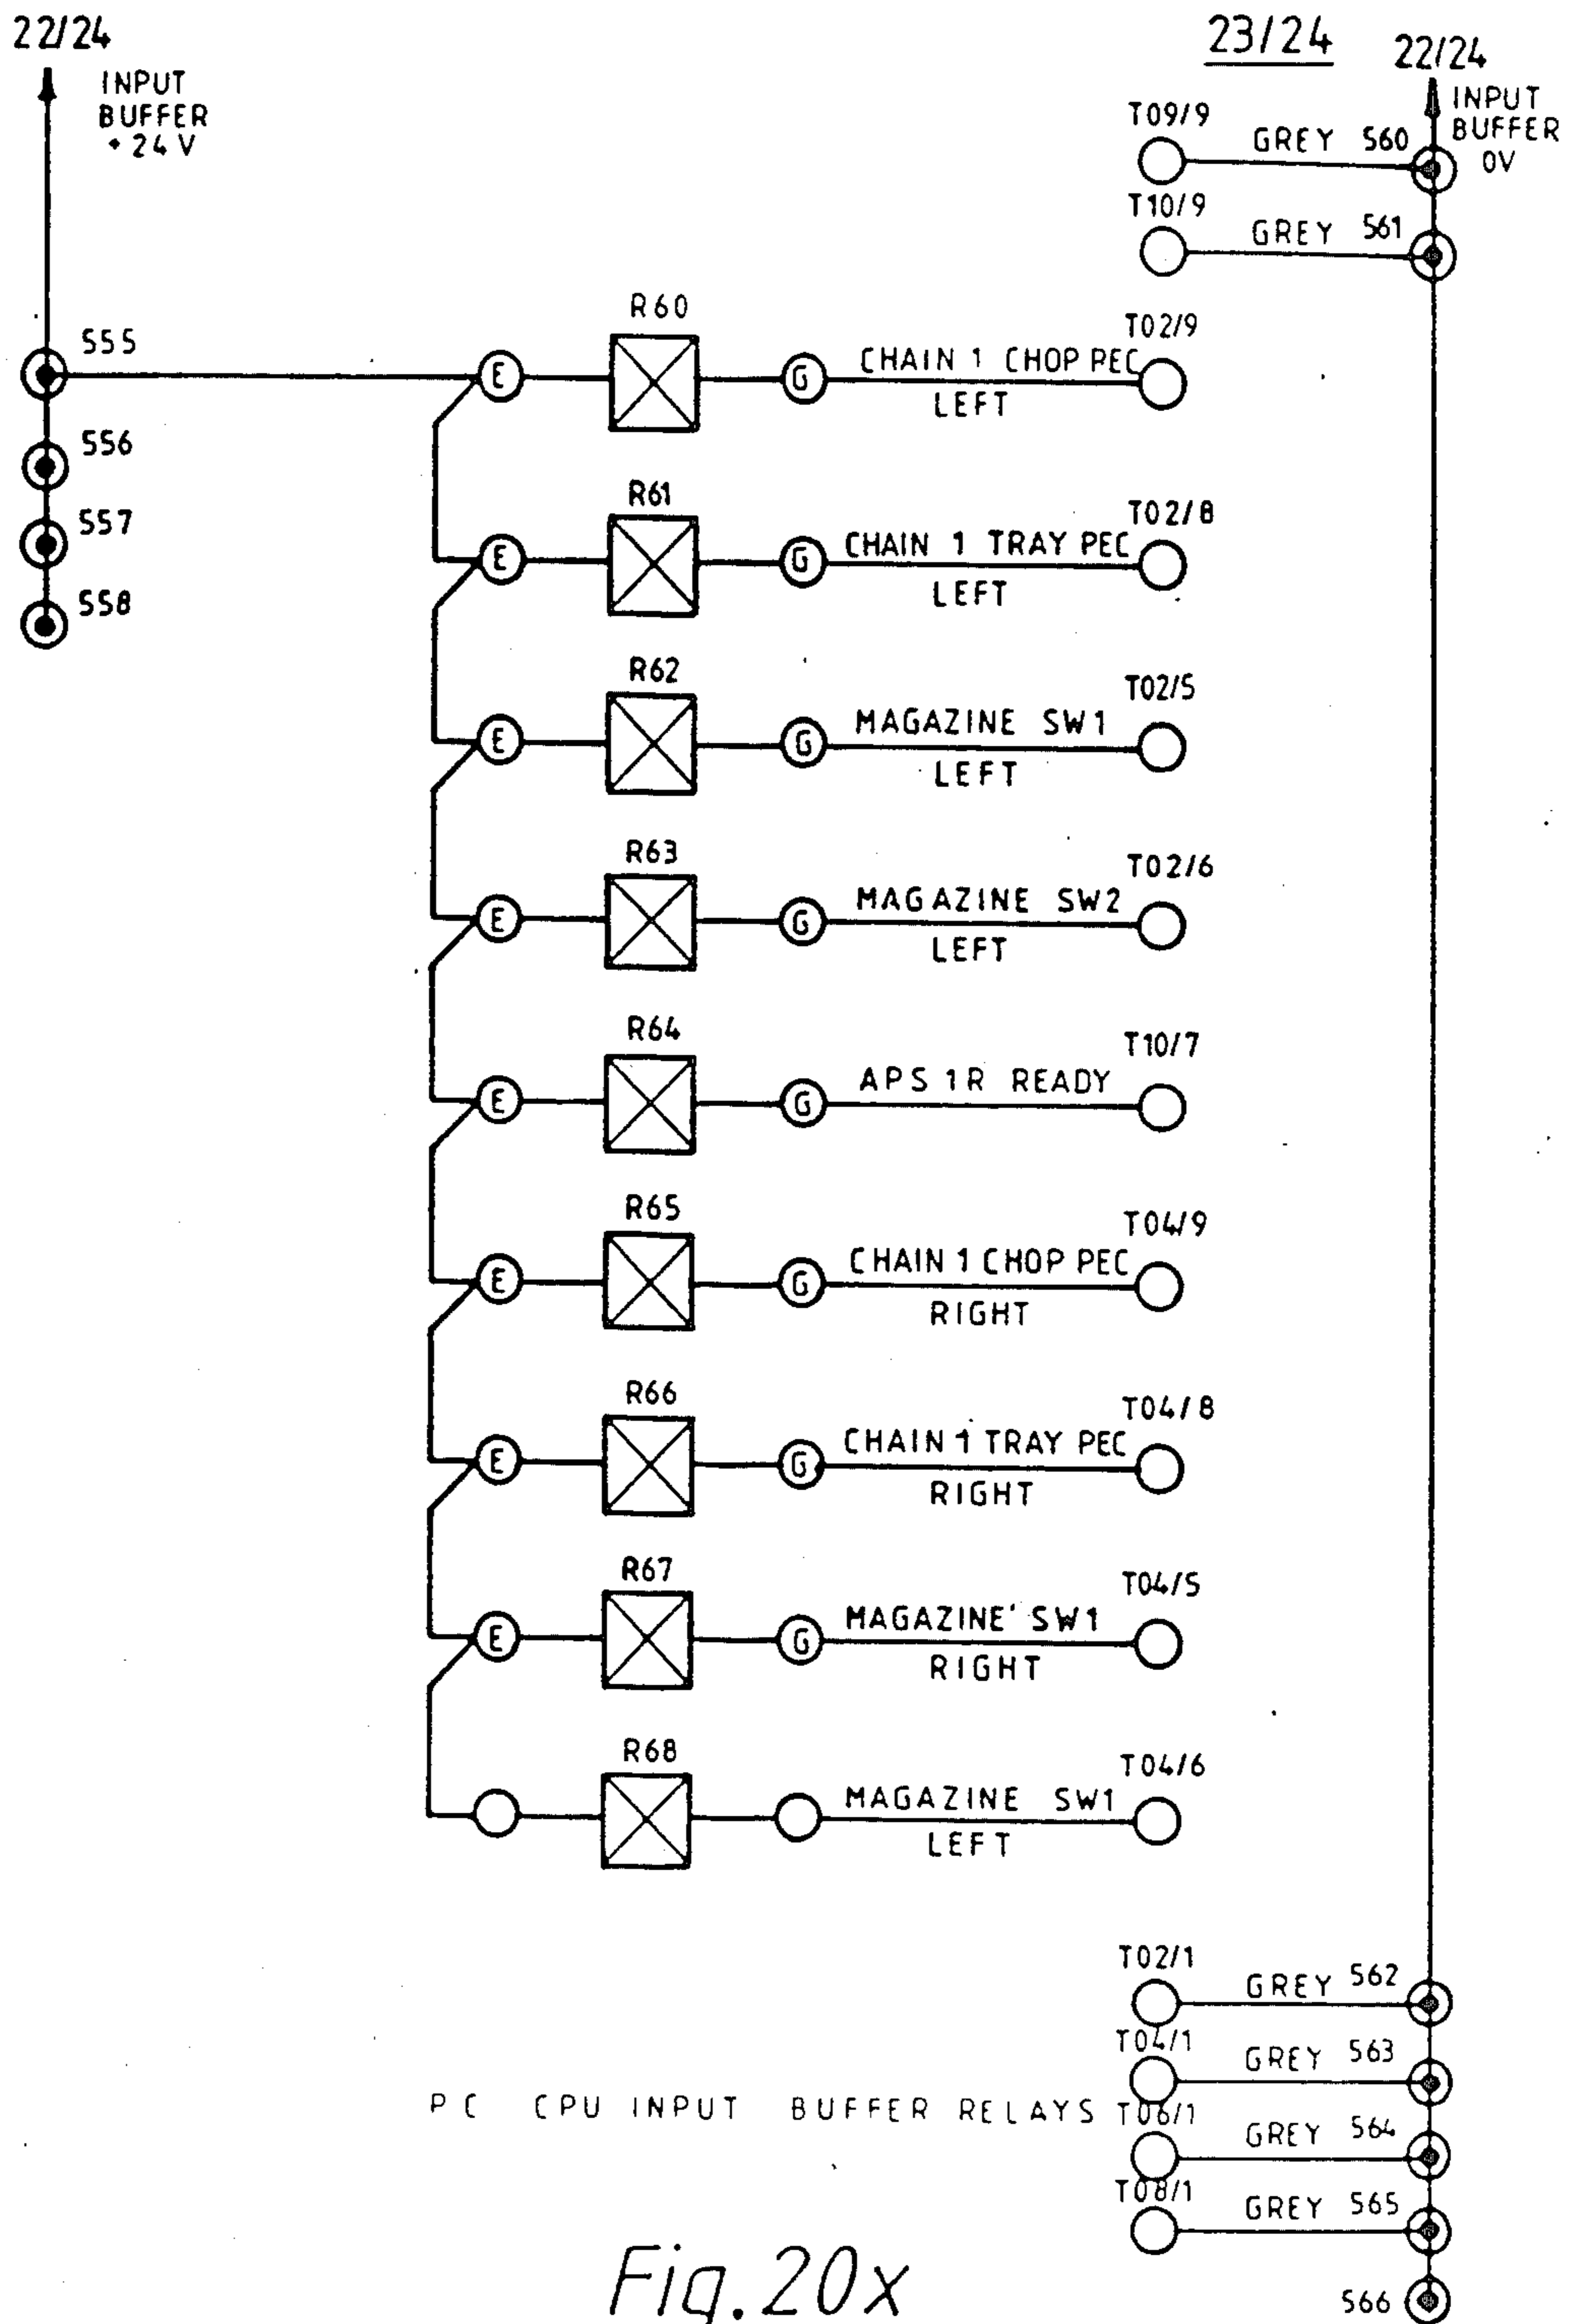 22/24
INPUT
BUFFER
+24V
23/24
22/24
INPUT
BUFFER
0V
T09/9
GREY 560
T10/9
GREY 561
555
556
557
558
R60
E
G
CHAIN 1 CHOP PEC
LEFT
T02/9
R61
E
G
CHAIN 1 TRAY PEC
LEFT
T02/8
R62
E
G
MAGAZINE SW1
LEFT
T02/5
R63
E
G
MAGAZINE SW2
LEFT
T02/6
R64
E
G
APS 1R READY
T10/7
R65
E
G
CHAIN 1 CHOP PEC
RIGHT
T04/9
R66
E
G
CHAIN 1 TRAY PEC
RIGHT
T04/8
R67
E
G
MAGAZINE SW1
RIGHT
T04/5
R68
MAGAZINE SW1
LEFT
T04/6
T02/1
GREY 562
T04/1
GREY 563
PC CPU INPUT BUFFER RELAYS
T06/1
GREY 564
T08/1
GREY 565
566
Fig.20x